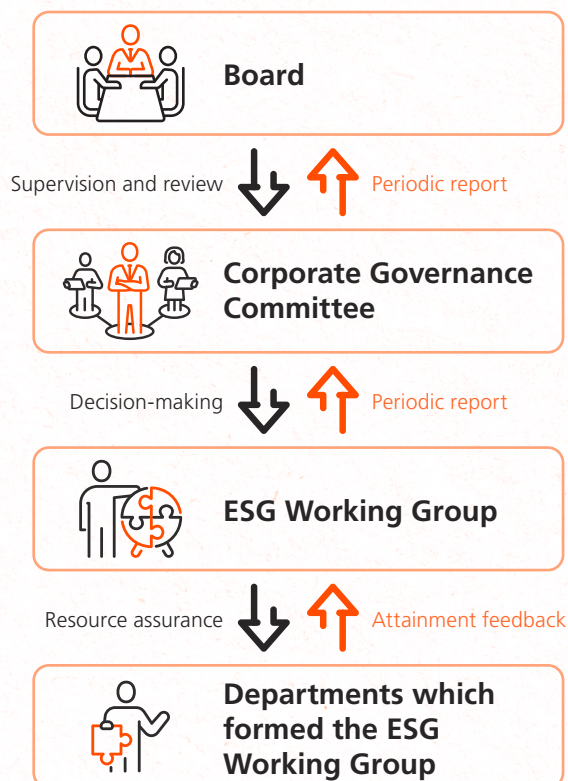 Board
Supervision and review
Periodic report
Corporate Governance
Committee
Decision-making
Periodic report
ESG Working Group
Resource assurance
Attainment feedback
Departments which
formed the ESG
Working Group